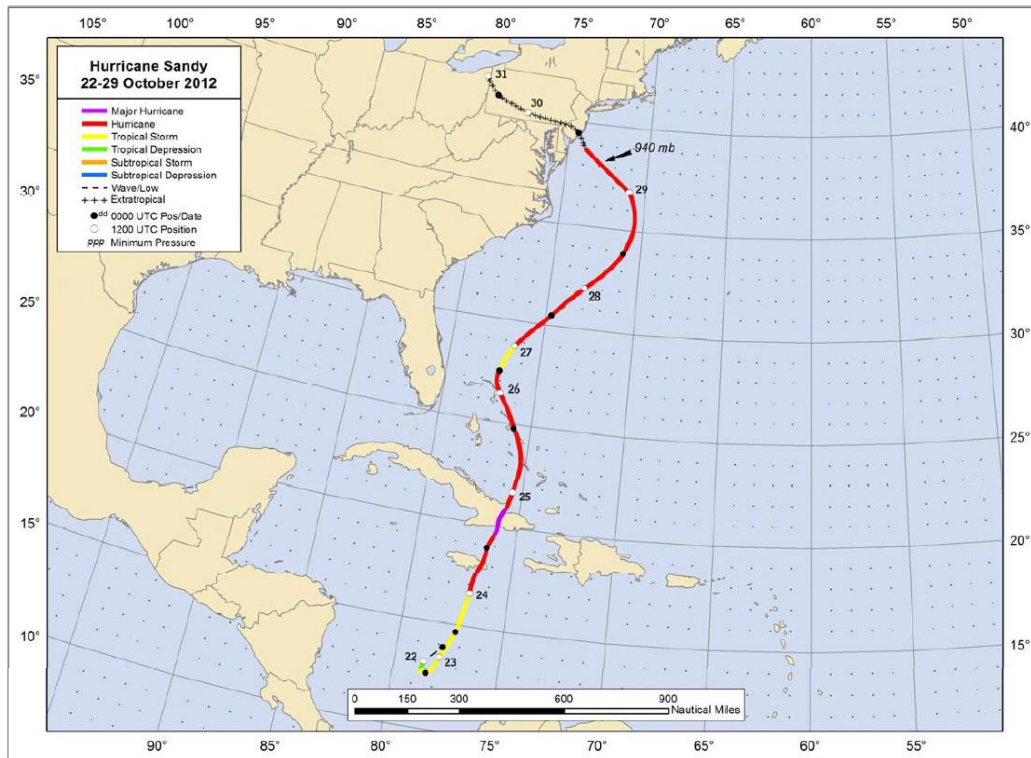 105° 100° 95° 90° 85° 80° 75° 70° 65° 60° 55° 50°
Hurricane Sandy
22-29 October 2012
Major Hurricane
Hurricane
Tropical Storm
Tropical Depression
Subtropical Storm
Subtropical Depression
Wave/Low
Extratropical
dd 0000 UTC Pos/Date
1200 UTC Position
PPP Minimum Pressure
35°
30°
25°
20°
15°
10°
40°
35°
30°
25°
20°
15°
31
30
940 mb
29
28
27
26
25
24
23
22
0 150 300 600 900
Nautical Miles
90° 85° 80° 75° 70° 65° 60° 55°